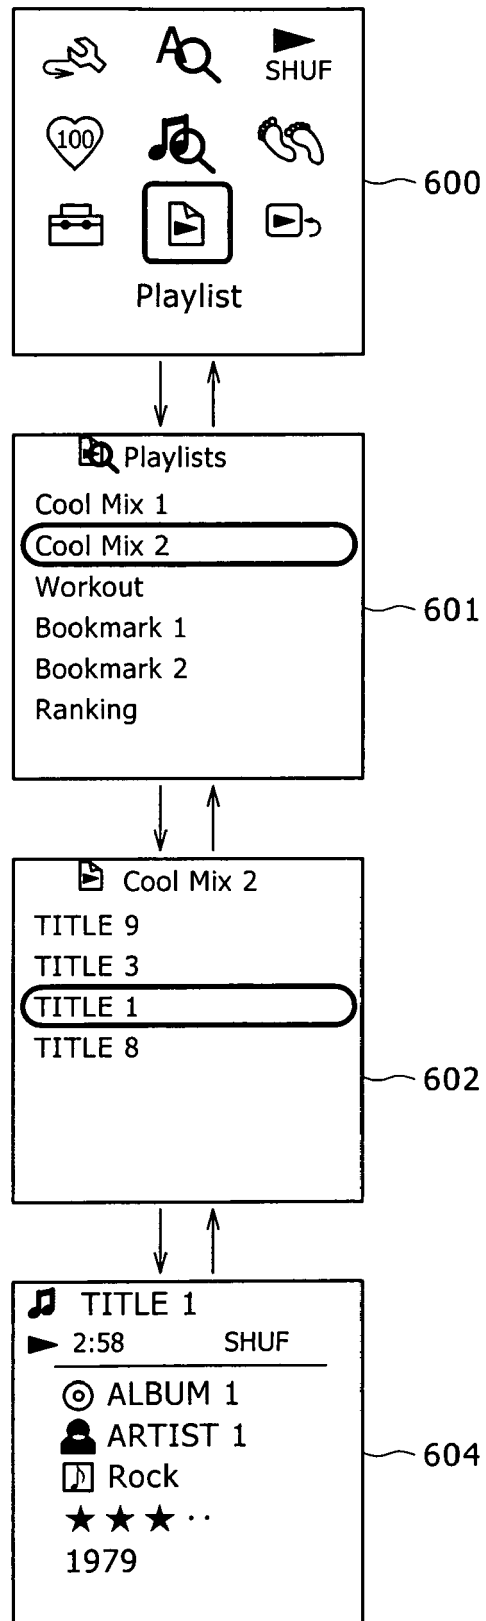 A
SHUF
100
600
Playlist
Playlists
Cool Mix 1
Cool Mix 2
Workout
601
Bookmark 1
Bookmark 2
Ranking
Cool Mix 2
TITLE 9
TITLE 3
TITLE 1
TITLE 8
602
TITLE 1
2:58 SHUF
ALBUM 1
ARTIST 1
604
Rock
1979